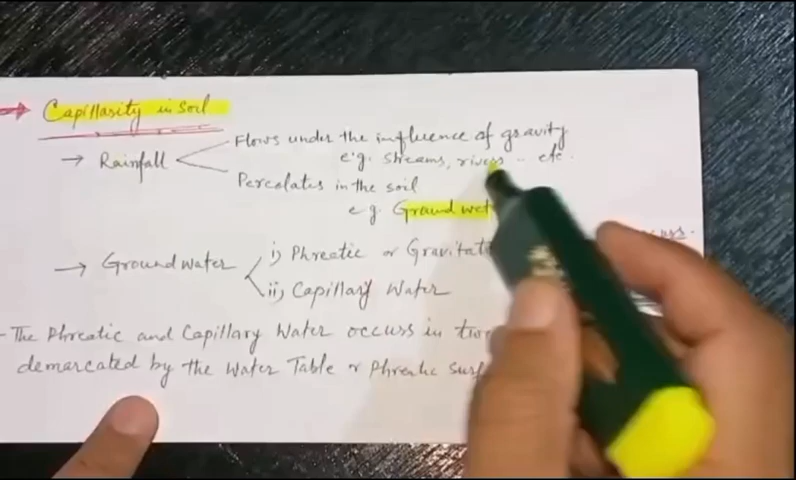 Capillarity in Soil
Flows under the influence of gravity
→ Rainfall
e.g. streams, rivers .. etc.
Percolates in the soil
e.g. Ground
i) Phreatic or
→ Groundwater
ii) Capillary Water
- The Phreatic and Capillary Water occurs in
demarcated by the Water Table or Phreatic